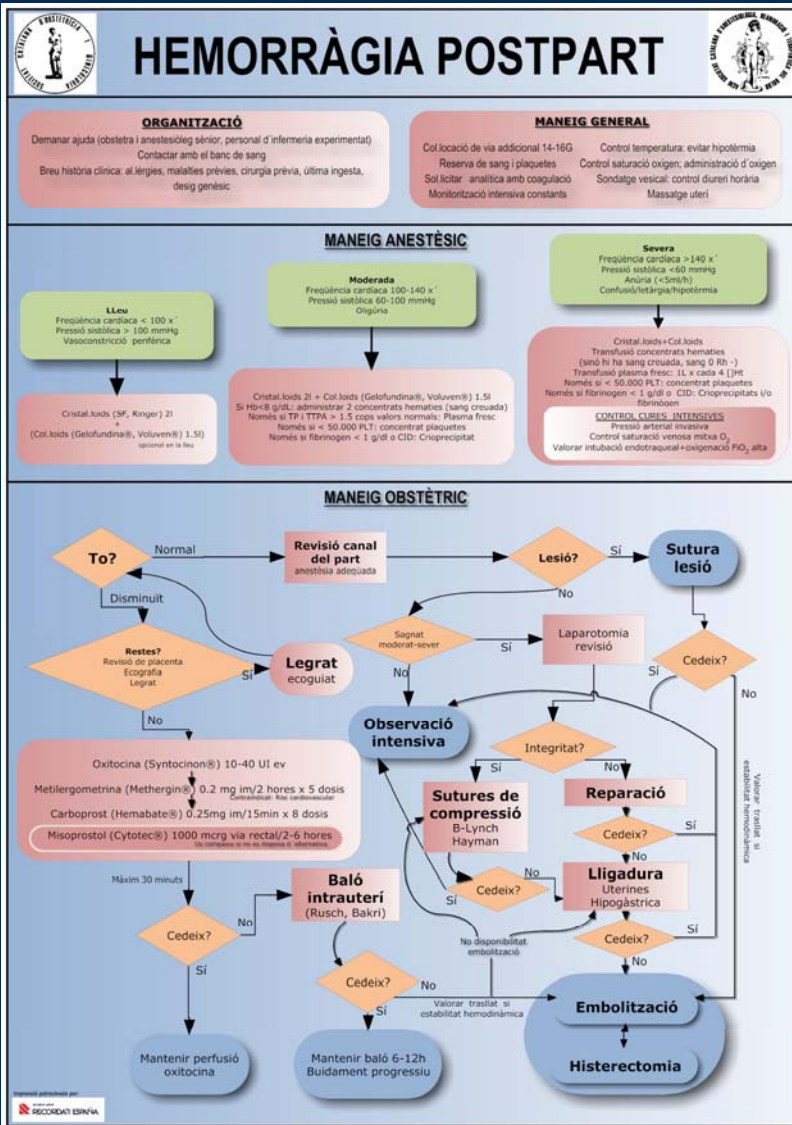 HEMORRÀGIA POSTPART
ORGANITZACIÓ
Demanar ajuda (obstetra i anestesiòleg sènior, personal d´infermeria experimentat)
Contactar amb el banc de sang
Breu història clínica: al.lèrgies, malalties prèvies, cirurgia prèvia, última ingesta,
desig genèsic
MANEIG GENERAL
Col.locació de via addicional 14-16G
Reserva de sang i plaquetes
Sol.licitar analítica amb coagulació
Monitorització intensiva constants
Control temperatura: evitar hipotèrmia
Control saturació oxigen; administració d´oxigen
Sondatge vesical: control diuresi horària
Massatge uterí
MANEIG ANESTÈSIC
LLeu
Freqüència cardíaca < 100 x´
Pressió sistòlica > 100 mmHg
Vasoconstricció perifèrica
Moderada
Freqüència cardíaca 100-140 x´
Pressió sistòlica 60-100 mmHg
Oligúria
Severa
Freqüència cardíaca >140 x´
Pressió sistòlica <60 mmHg
Anúria (<5ml/h)
Confusió/letàrgia/hipotèrmia
Cristal.loids (SF, Ringer) 2l
+
(Col.loids (Gelofundina®, Voluven®) 1.5l)
opcional en la lleu
Cristal.loids 2l + Col.loids (Gelofundina®, Voluven®) 1.5l
Si Hb<8 g/dL: administrar 2 concentrats hematies (sang creuada)
Només si TP i TTPA > 1.5 cops valors normals: Plasma fresc
Només si < 50.000 PLT: concentrat plaquetes
Només si fibrinogen < 1 g/dl o CID: Crioprecipitat
Cristal.loids+Col.loids
Transfusió concentrats hematies
(sinó hi ha sang creuada, sang 0 Rh -)
Transfusió plasma fresc: 1L x cada 4 []Ht
Només si < 50.000 PLT: concentrat plaquetes
Només si fibrinogen < 1 g/dl o CID: Crioprecipitats i/o
fibrinògen
CONTROL CURES INTENSIVES
Pressió arterial invasiva
Control saturació venosa mitxa O2
Valorar intubació endotraqueal+oxigenació FiO2 alta
MANEIG OBSTÈTRIC
To?
Normal
Revisió canal
del part
anestèsia adeqüada
Lesió?
Sí
Sutura
lesió
Disminuït
No
Restes?
Revisió de placenta
Ecografia
Legrat
Sí
Legrat
ecoguiat
Sagnat
moderat-sever
Sí
Laparotomia
revisió
Cedeix?
Sí
No
No
No
Observació
intensiva
Integritat?
Sí
No
Oxitocina (Syntocinon®) 10-40 UI ev
Metilergometrina (Methergin®) 0.2 mg im/2 hores x 5 dosis
Contraindicat: Risc cardiovascular
Carboprost (Hemabate®) 0.25mg im/15min x 8 dosis
Misoprostol (Cytotec®) 1000 mcrg via rectal/2-6 hores
Sutures de
compressió
B-Lynch
Hayman
Reparació
Cedeix?
Sí
No
Valorar trasllat si
estabilitat hemodinàmica
Màxim 30 minuts
Baló
intrauterí
(Rusch, Bakri)
Cedeix?
No
Sí
Lligadura
Uterines
Hipogàstrica
Cedeix?
No
Sí
No disponibilitat
embolització
Cedeix?
Sí
No
Cedeix?
No
Sí
Valorar trasllat si
estabilitat hemodinàmica
Embolització
Histerectomia
Mantenir perfusió
oxitocina
Mantenir baló 6-12h
Buidament progressiu
Impressió patrocinada per:
RECORDATI ESPAÑA